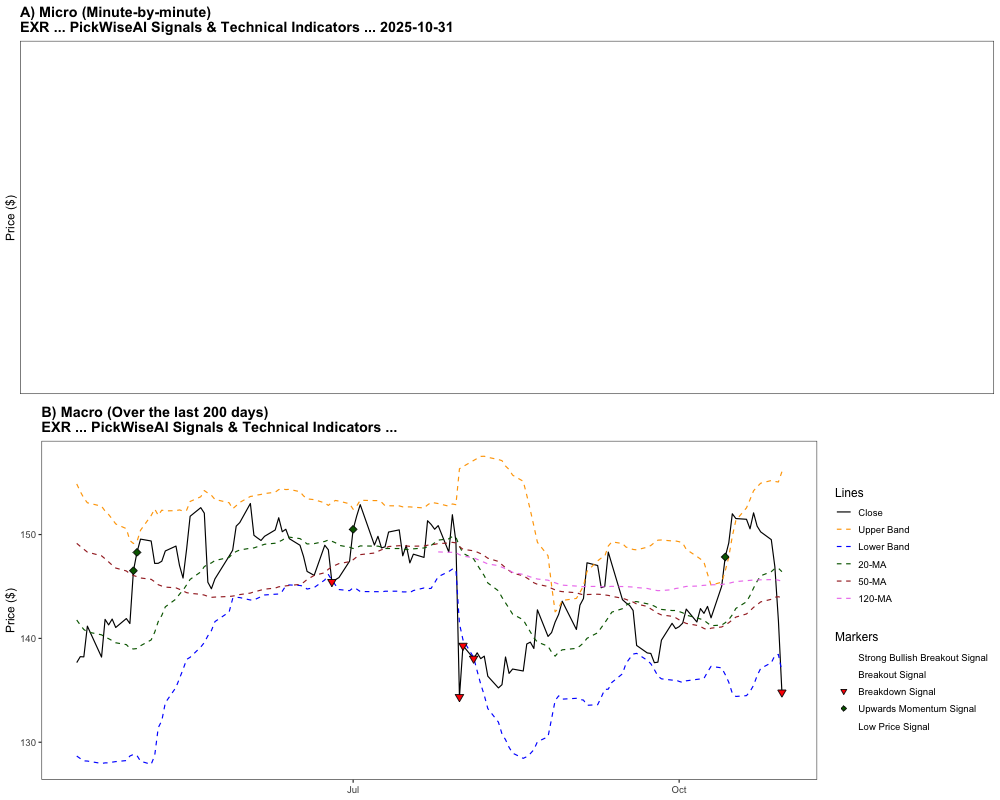 A) Micro (Minute-by-minute)
EXR ... PickWiseAI Signals & Technical Indicators ... 2025-10-31
Price ($)
B) Macro (Over the last 200 days)
EXR ... PickWiseAI Signals & Technical Indicators ...
Price ($)
150
140
130
Jul
Oct
Lines
Close
Upper Band
Lower Band
20-MA
50-MA
120-MA
Markers
Strong Bullish Breakout Signal
Breakout Signal
Breakdown Signal
Upwards Momentum Signal
Low Price Signal